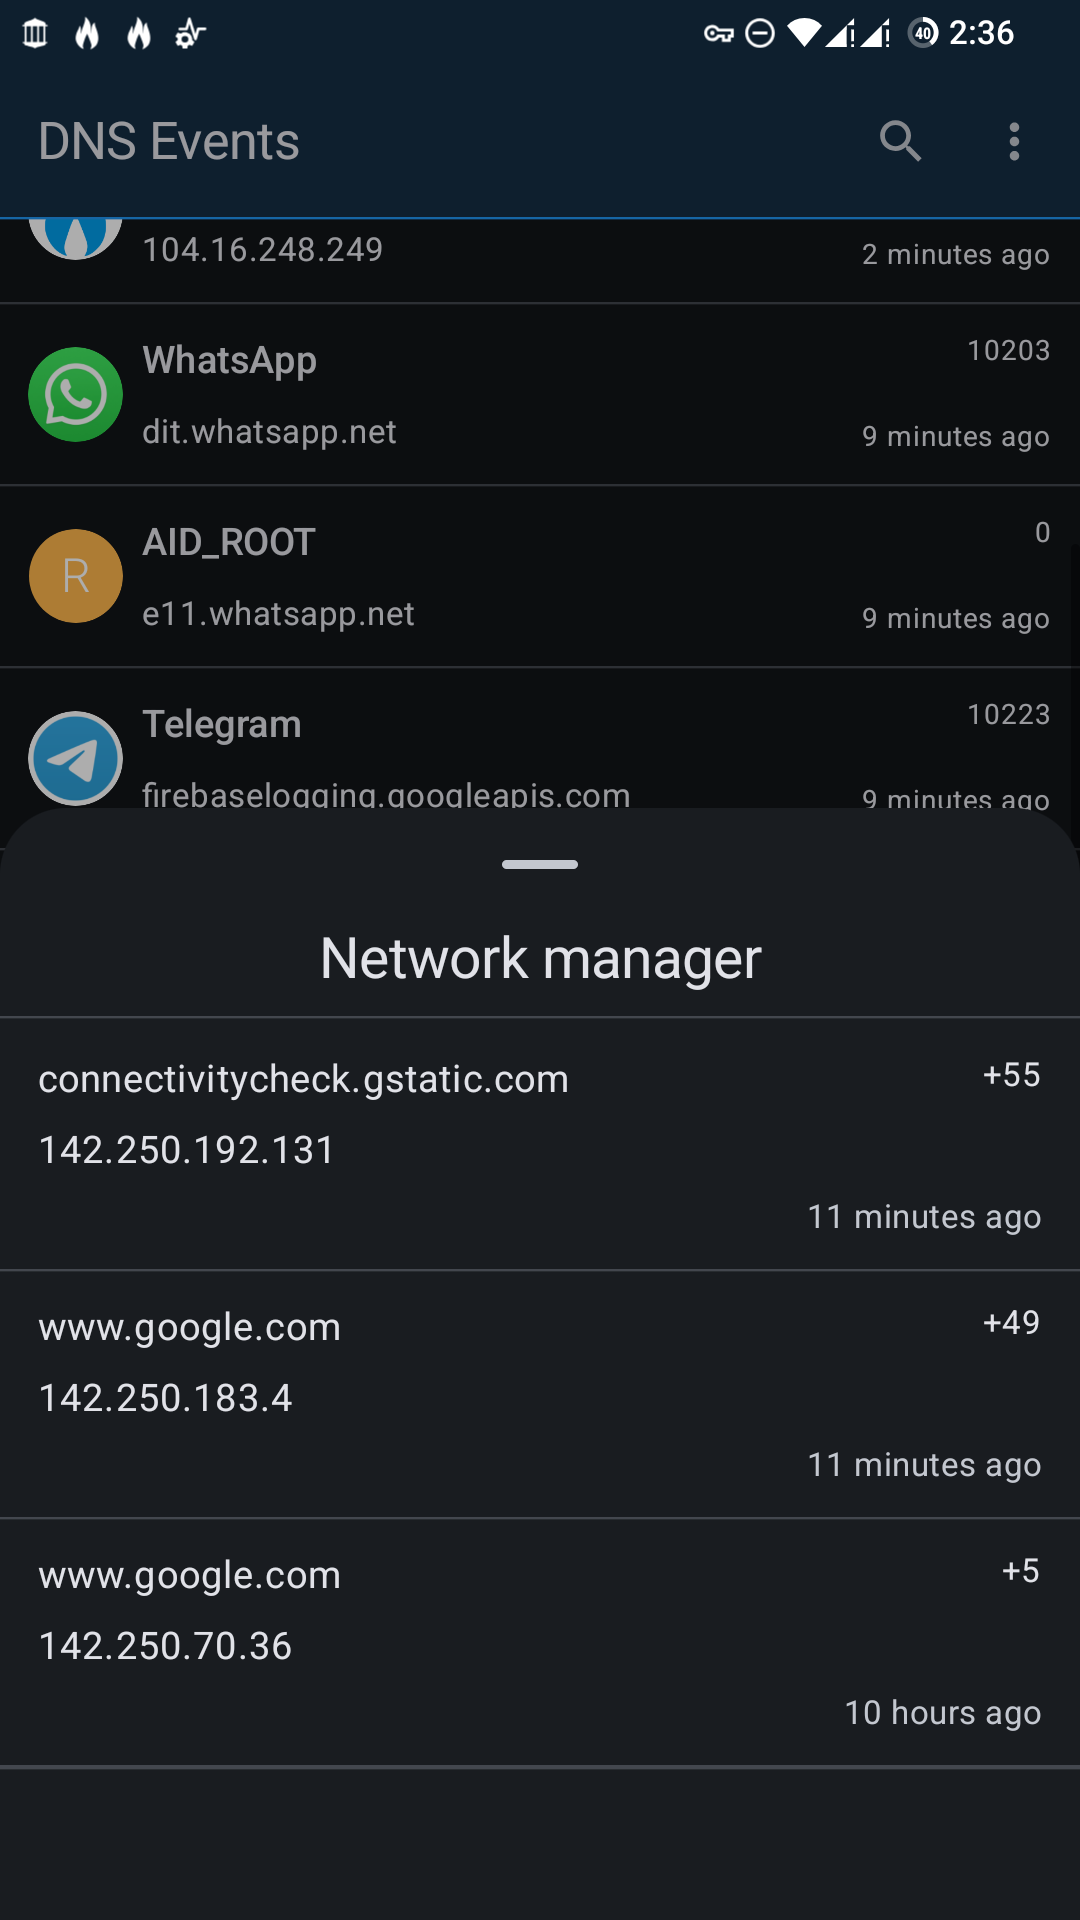 40 2:36
DNS Events
104.16.248.249 2 minutes ago
WhatsApp 10203
dit.whatsapp.net 9 minutes ago
R AID_ROOT 0
e11.whatsapp.net 9 minutes ago
Telegram 10223
firebaselogging.googleapis.com 9 minutes ago
Network manager
connectivitycheck.gstatic.com +55
142.250.192.131
11 minutes ago
www.google.com +49
142.250.183.4
11 minutes ago
www.google.com +5
142.250.70.36
10 hours ago